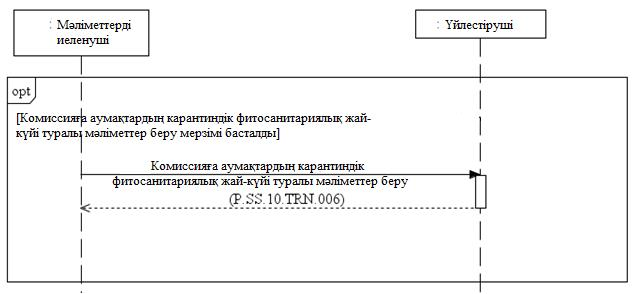 : Мәліметтерді
иеленуші
: Үйлестіруші
opt
[Комиссияға аумақтардың карантиндік фитосанитариялық жай-
күйі туралы мәліметтер беру мерзімі басталды]
Комиссияға аумақтардың карантиндік
фитосанитариялық жай-күйі туралы мәліметтер беру
(P.SS.10.TRN.006)